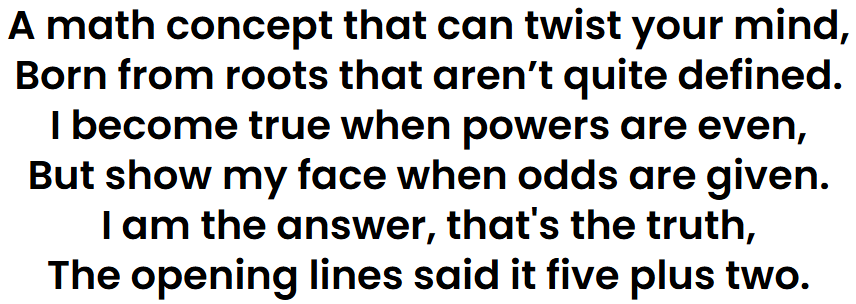 A math concept that can twist your mind,
Born from roots that aren’t quite defined.
I become true when powers are even,
But show my face when odds are given.
I am the answer, that's the truth,
The opening lines said it five plus two.